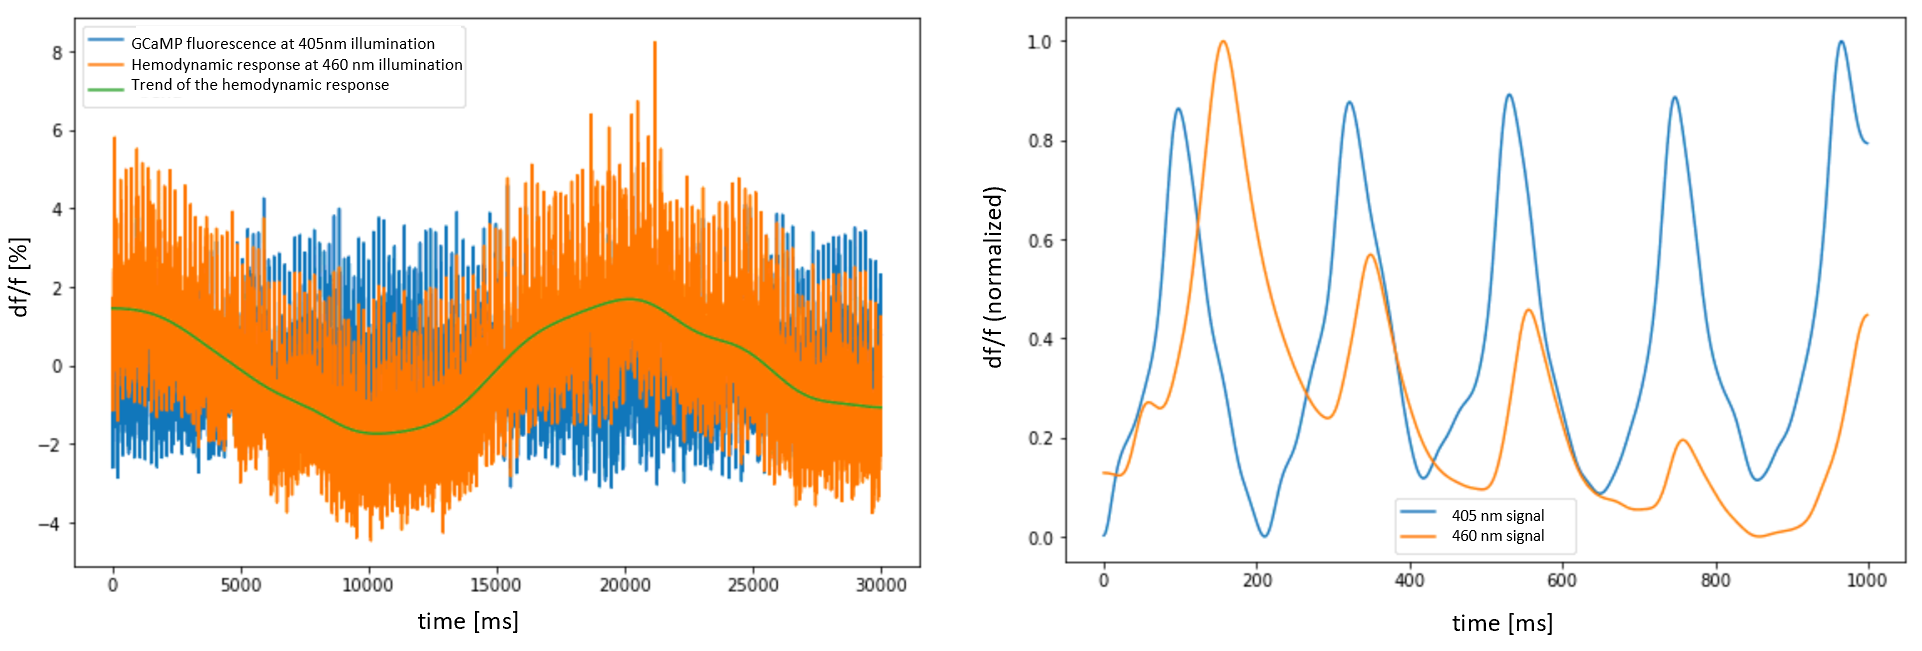 GCaMP fluorescence at 405nm illumination
Hemodynamic response at 460 nm illumination
Trend of the hemodynamic response
df/f [%]
8
6
4
2
0
−2
−4
0 5000 10000 15000 20000 25000 30000
time [ms]
df/f (normalized)
1.0
0.8
0.6
0.4
0.2
0.0
405 nm signal
460 nm signal
0 200 400 600 800 1000
time [ms]